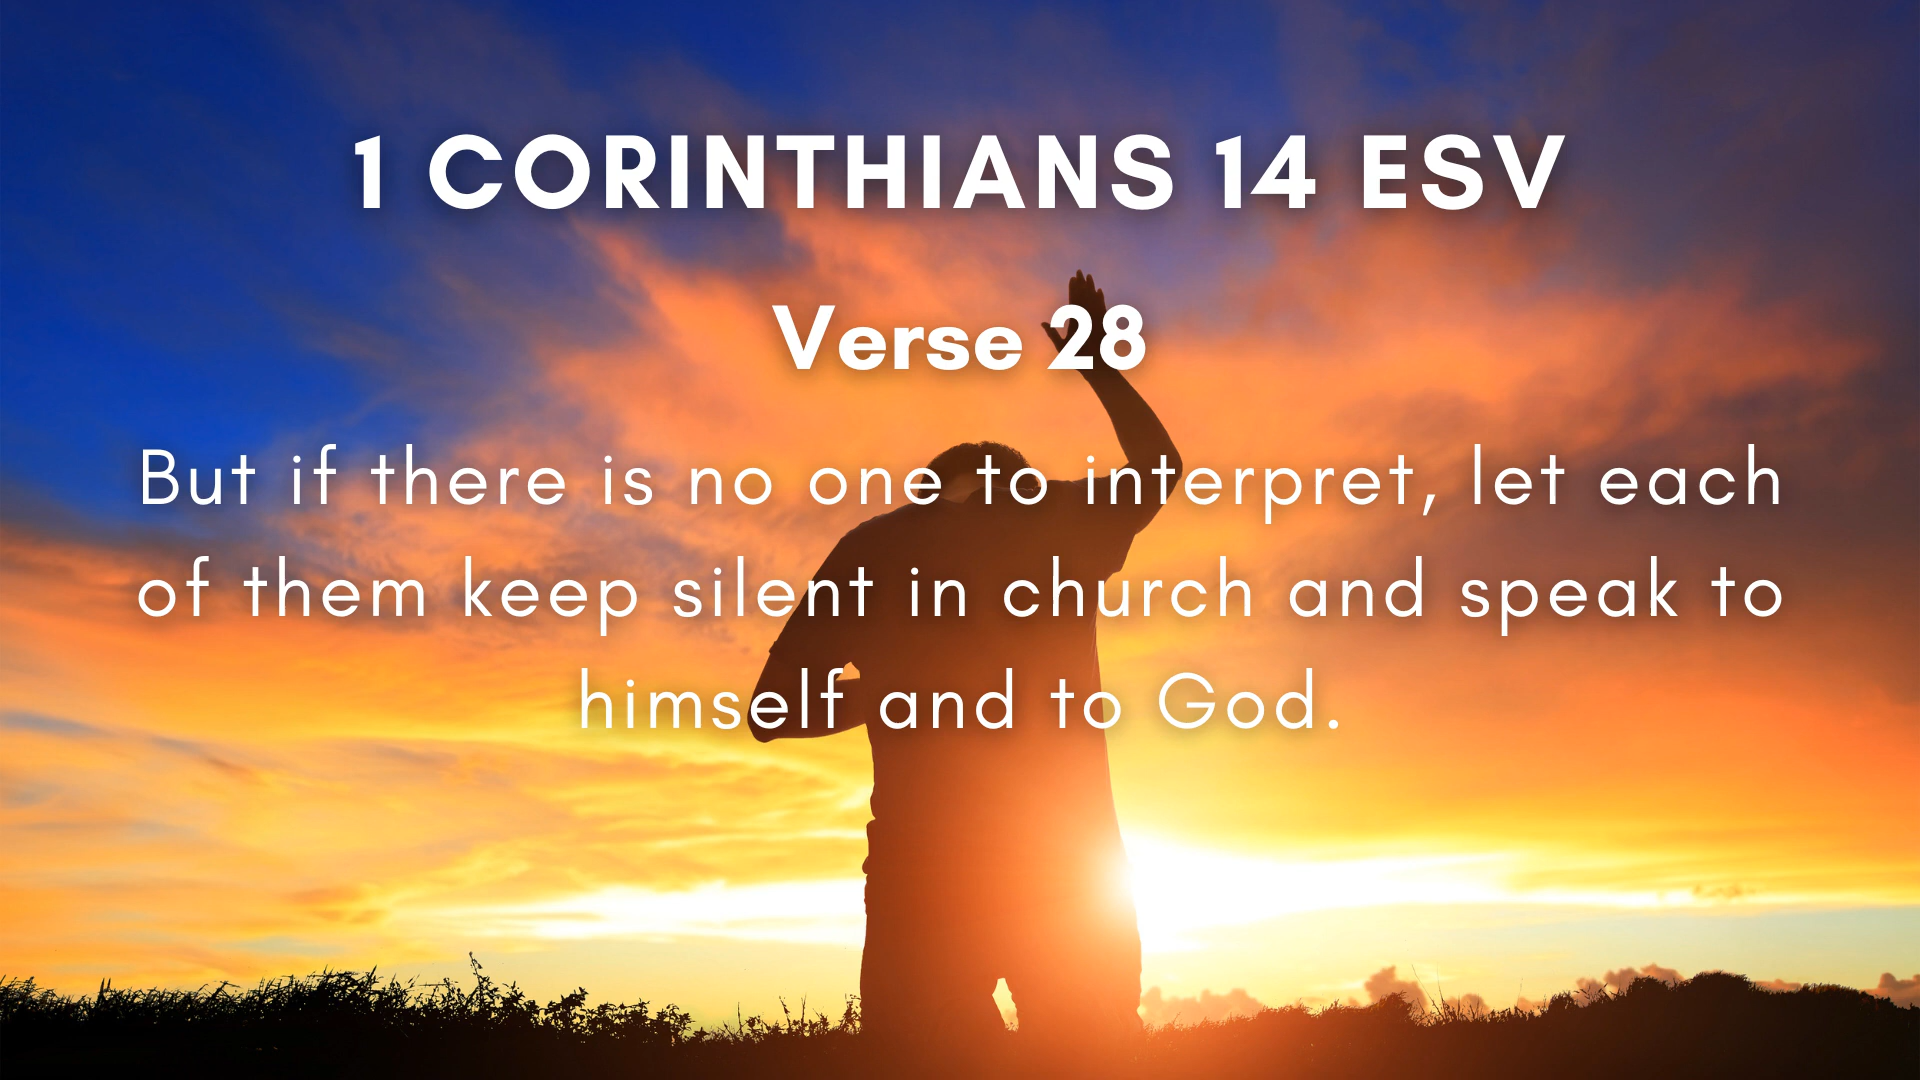 1 CORINTHIANS 14 ESV
Verse 28
But if there is no one to interpret, let each
of them keep silent in church and speak to
himself and to God.